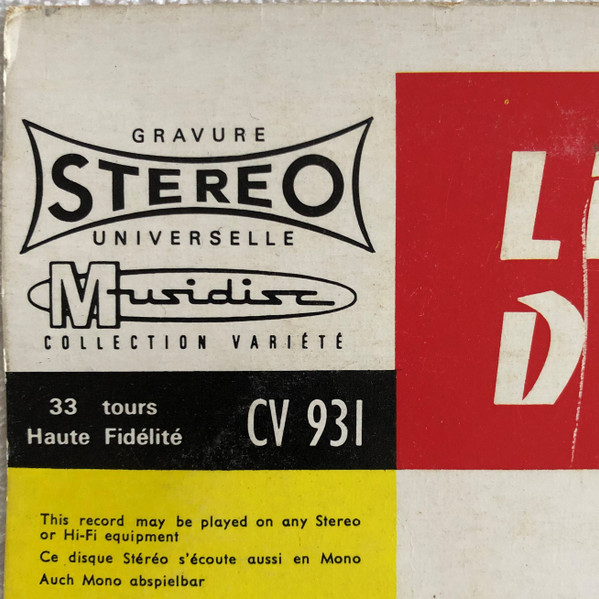 GRAVURE
STEREO
UNIVERSELLE
Musidisc
COLLECTION VARIÉTÉ
33 tours
Haute Fidélité
CV 931
This record may be played on any Stereo
or Hi-Fi equipment
Ce disque Stéréo s'écoute aussi en Mono
Auch Mono abspielbar